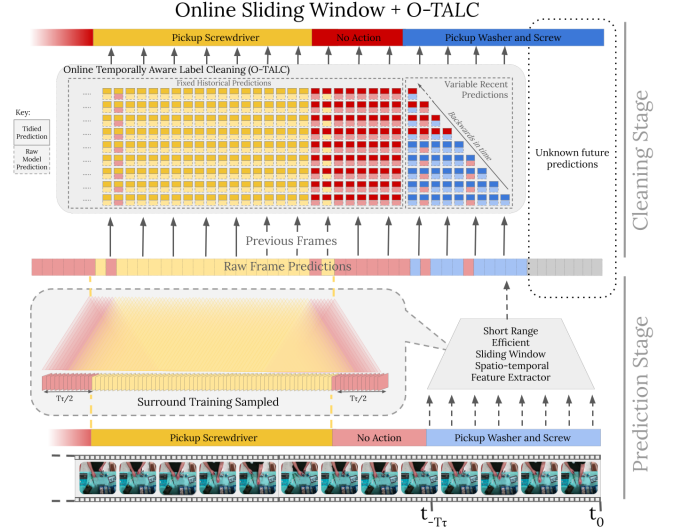 Online Sliding Window + O-TALC
Pickup Screwdriver
No Action
Pickup Washer and Screw
Online Temporally Aware Label Cleaning (O-TALC)
Fixed Historical Predictions
Variable Recent
Predictions
Backwards in time
Key:
Tidied
Prediction
Raw
Model
Prediction
Unknown future
predictions
Cleaning Stage
Previous Frames
Raw Frame Predictions
Short Range
Efficient
Sliding Window
Spatio-temporal
Feature Extractor
Tτ/2
Tτ/2
Surround Training Sampled
Prediction Stage
Pickup Screwdriver
No Action
Pickup Washer and Screw
t-Tτ
t0